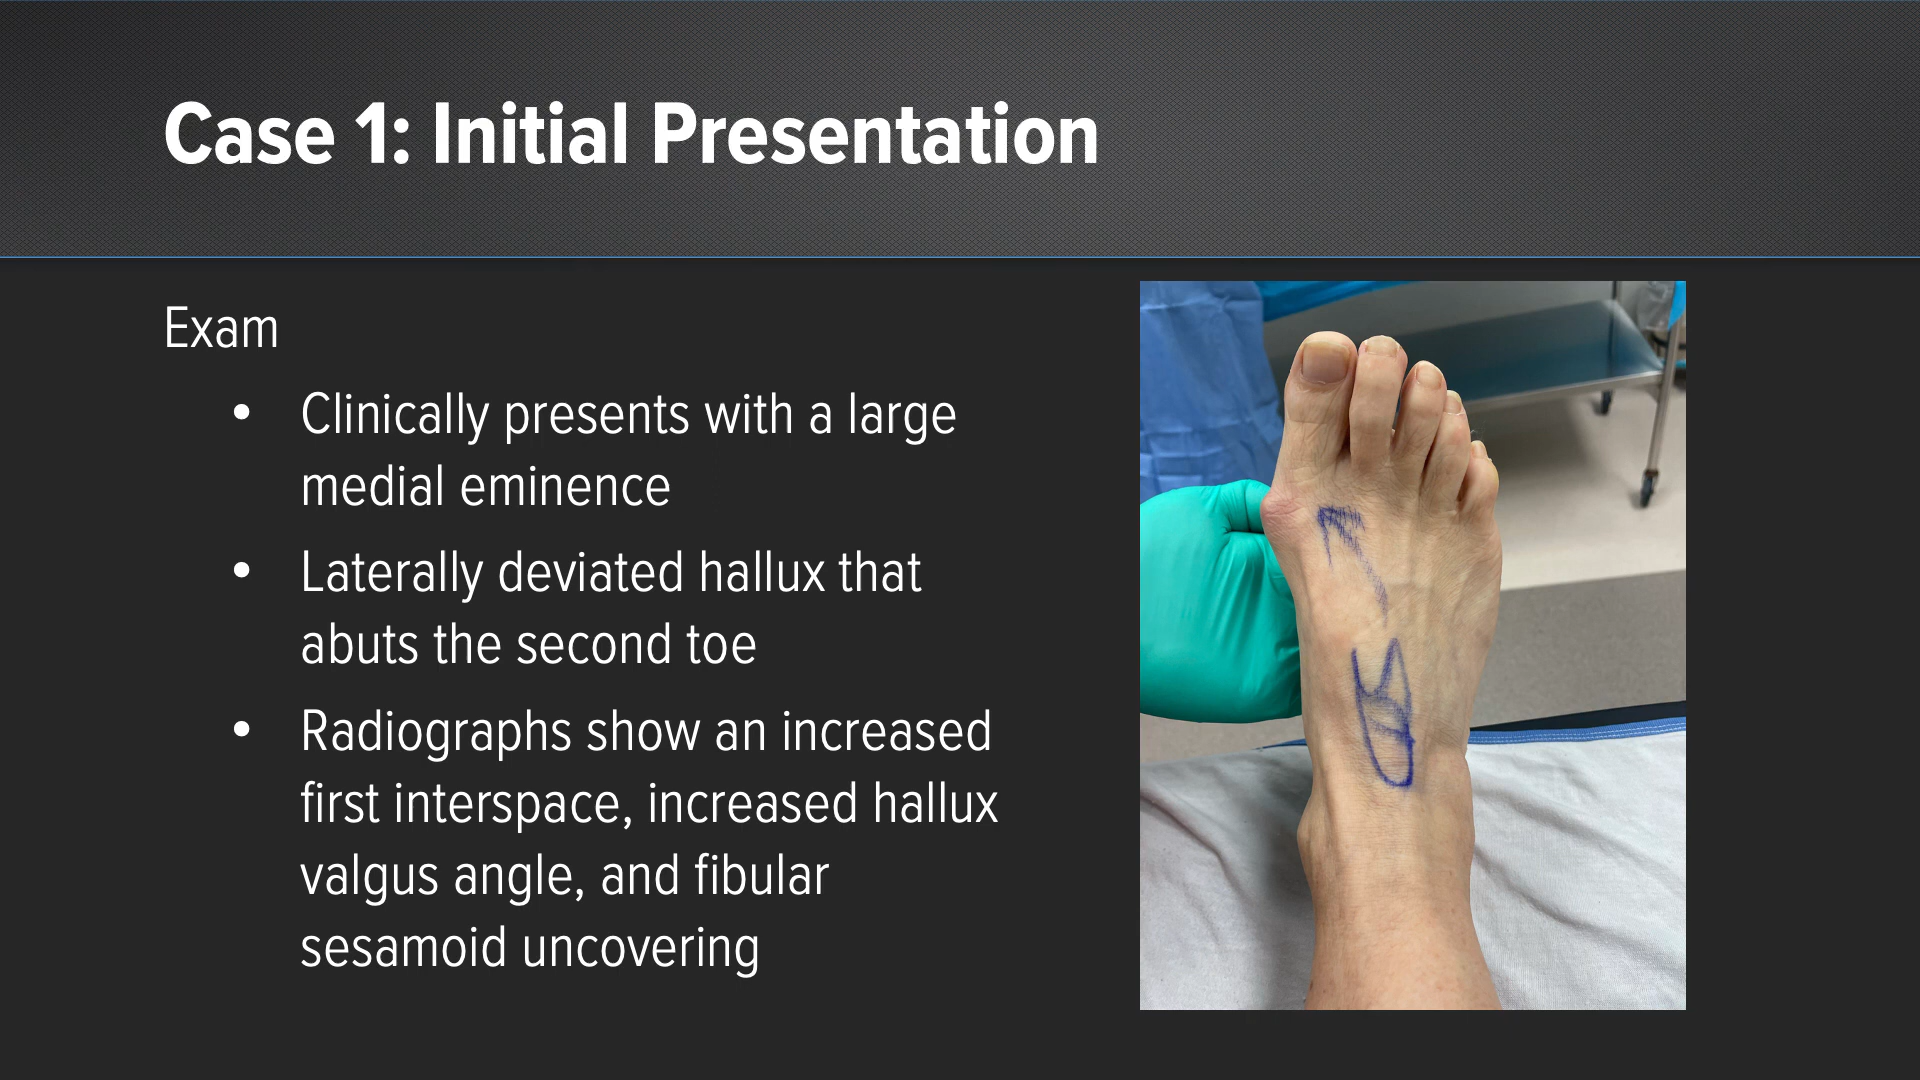 Case 1: Initial Presentation
Exam
• Clinically presents with a large
medial eminence
• Laterally deviated hallux that
abuts the second toe
• Radiographs show an increased
first interspace, increased hallux
valgus angle, and fibular
sesamoid uncovering